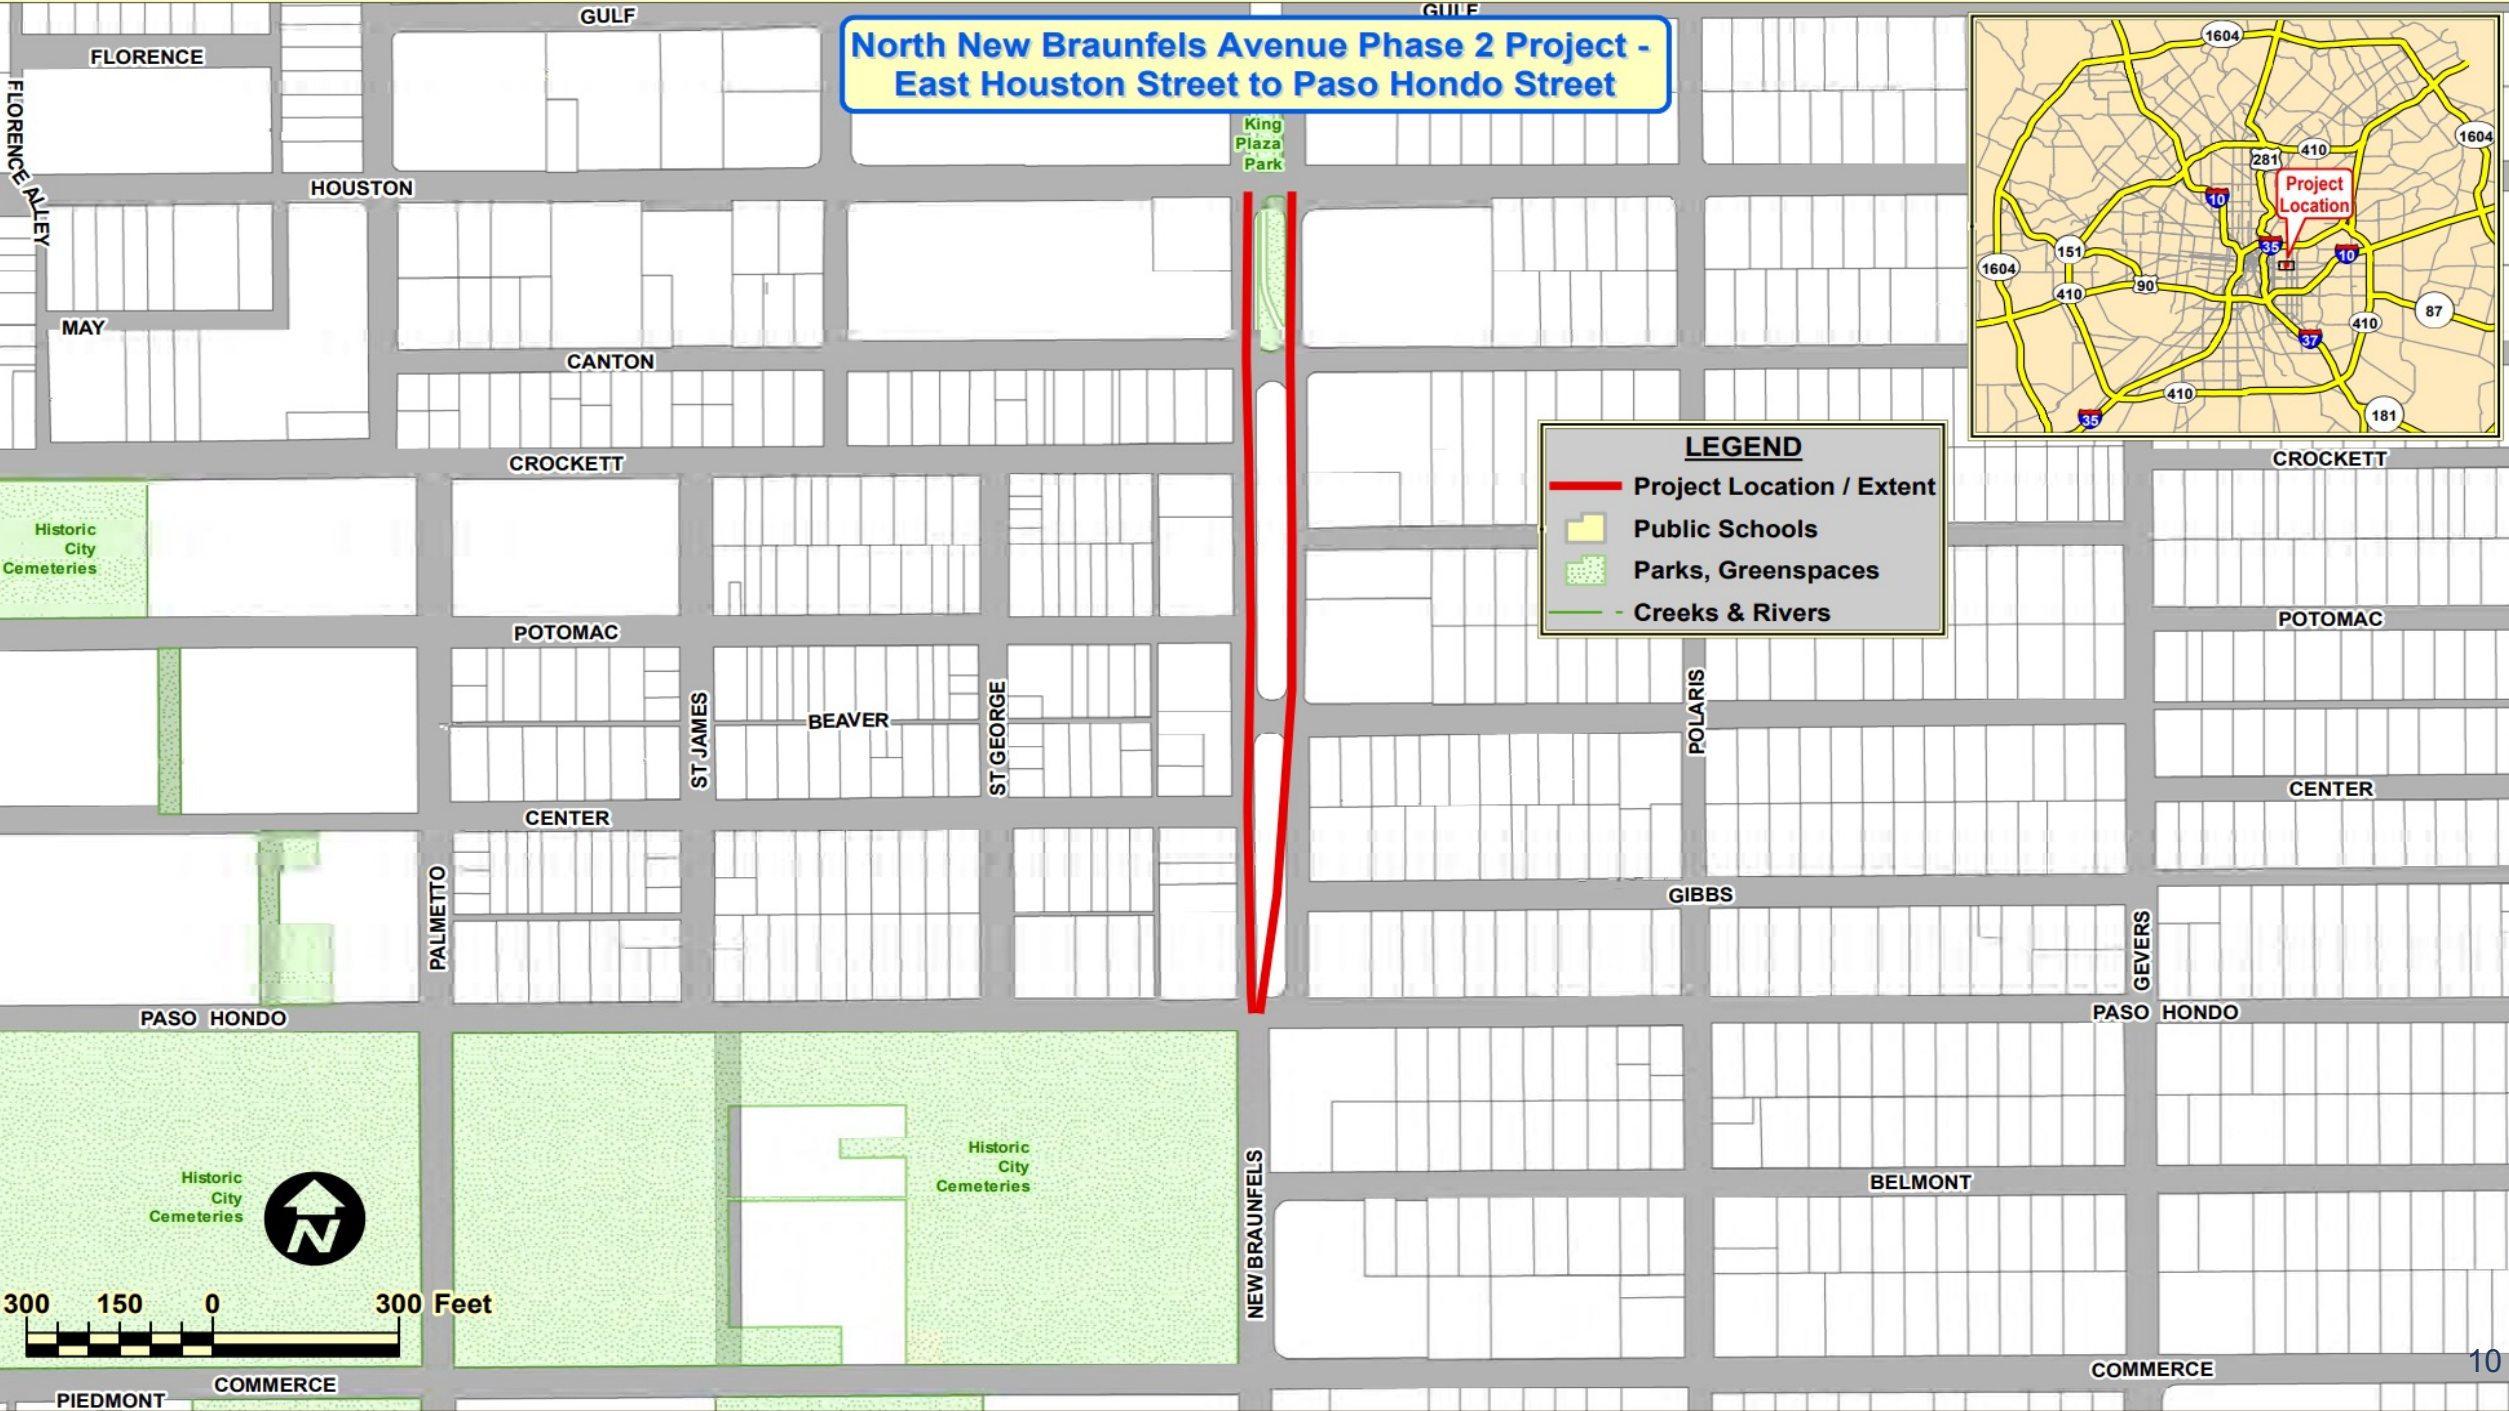 GULF
GULF
FLORENCE
North New Braunfels Avenue Phase 2 Project -
East Houston Street to Paso Hondo Street
King
Plaza
Park
FLORENCE ALLEY
HOUSTON
MAY
CANTON
CROCKETT
1604
1604
410
281
Project
Location
10
35
10
151
1604
410
90
87
410
37
410
181
35
LEGEND
Project Location / Extent
Public Schools
Parks, Greenspaces
Creeks & Rivers
CROCKETT
Historic
City
Cemeteries
POTOMAC
POTOMAC
ST JAMES
BEAVER
ST GEORGE
POLARIS
CENTER
CENTER
PALMETTO
GIBBS
GEVERS
PASO HONDO
PASO HONDO
Historic
City
Cemeteries
Historic
City
Cemeteries
N
NEW BRAUNFELS
BELMONT
300 150 0 300 Feet
COMMERCE
COMMERCE
PIEDMONT
10